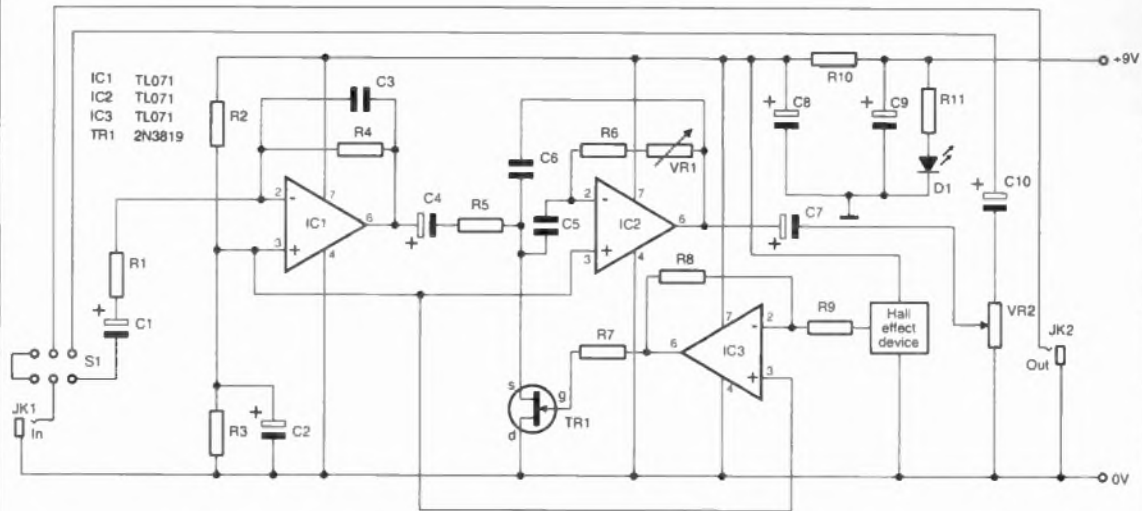 IC1 TL071
IC2 TL071
IC3 TL071
TR1 2N3819
R2
C3
R4
2
-
7
IC1
6
3
+
4
C4
+
R5
C6
C5
R6
VR1
2
-
7
IC2
6
3
+
4
C7
+
+
C8
R10
+
C9
R11
D1
+9V
+
C10
R1
+
C1
S1
JK1
In
R3
+
C2
R7
R8
s
g
d
TR1
7
2
-
IC3
6
3
+
4
R9
Hall
effect
device
VR2
JK2
Out
0V